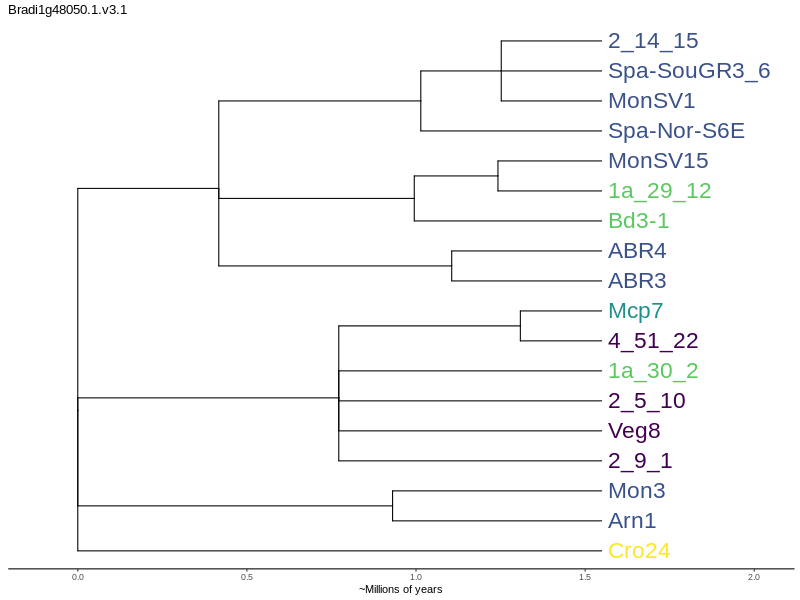 Bradi1g48050.1.v3.1
2_14_15
Spa-SouGR3_6
MonSV1
Spa-Nor-S6E
MonSV15
1a_29_12
Bd3-1
ABR4
ABR3
Mcp7
4_51_22
1a_30_2
2_5_10
Veg8
2_9_1
Mon3
Arn1
Cro24
0.0 0.5 1.0 1.5 2.0
~Millions of years